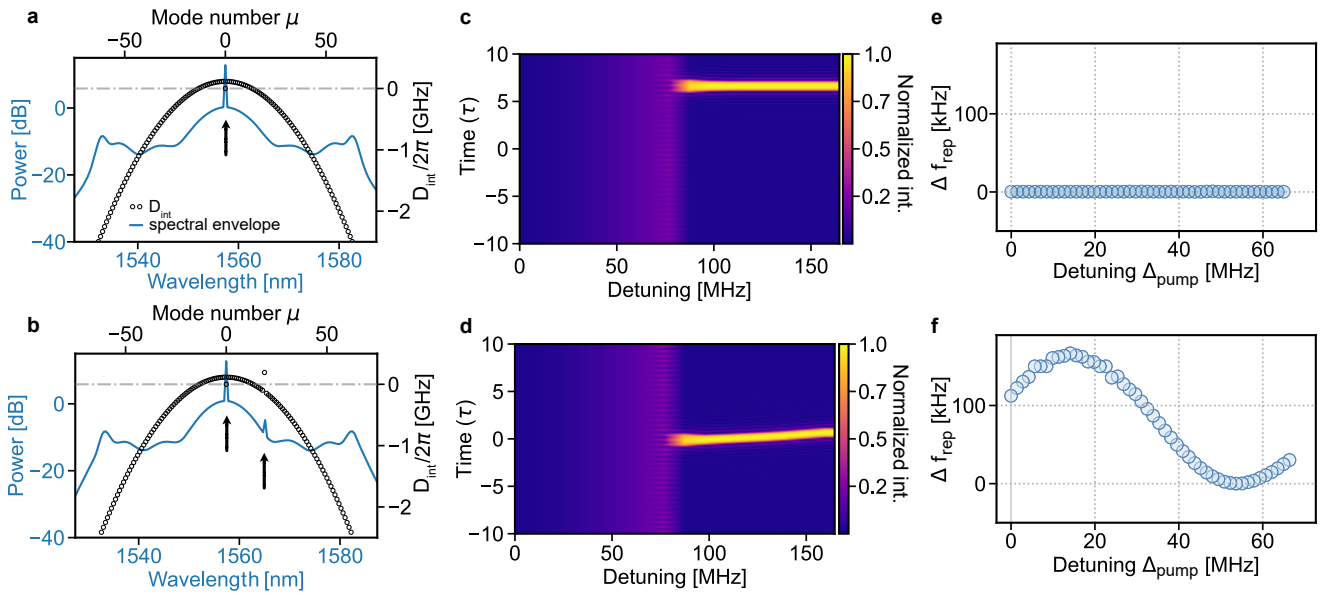 a
Mode number μ
−50 0 50
0
−20
−40
Power [dB]
0
−1
−2
D_int/2π [GHz]
D_int
spectral envelope
1540 1560 1580
Wavelength [nm]
c
10
5
0
−5
−10
Time (τ)
0 50 100 150
Detuning [MHz]
1.0
0.7
0.5
0.2
Normalized int.
e
100
0
Δ f_rep [kHz]
0 20 40 60
Detuning Δ_pump [MHz]
b
Mode number μ
−50 0 50
0
−20
−40
Power [dB]
0
−1
−2
D_int/2π [GHz]
1540 1560 1580
Wavelength [nm]
d
10
5
0
−5
−10
Time (τ)
0 50 100 150
Detuning [MHz]
1.0
0.7
0.5
0.2
Normalized int.
f
100
0
Δ f_rep [kHz]
0 20 40 60
Detuning Δ_pump [MHz]